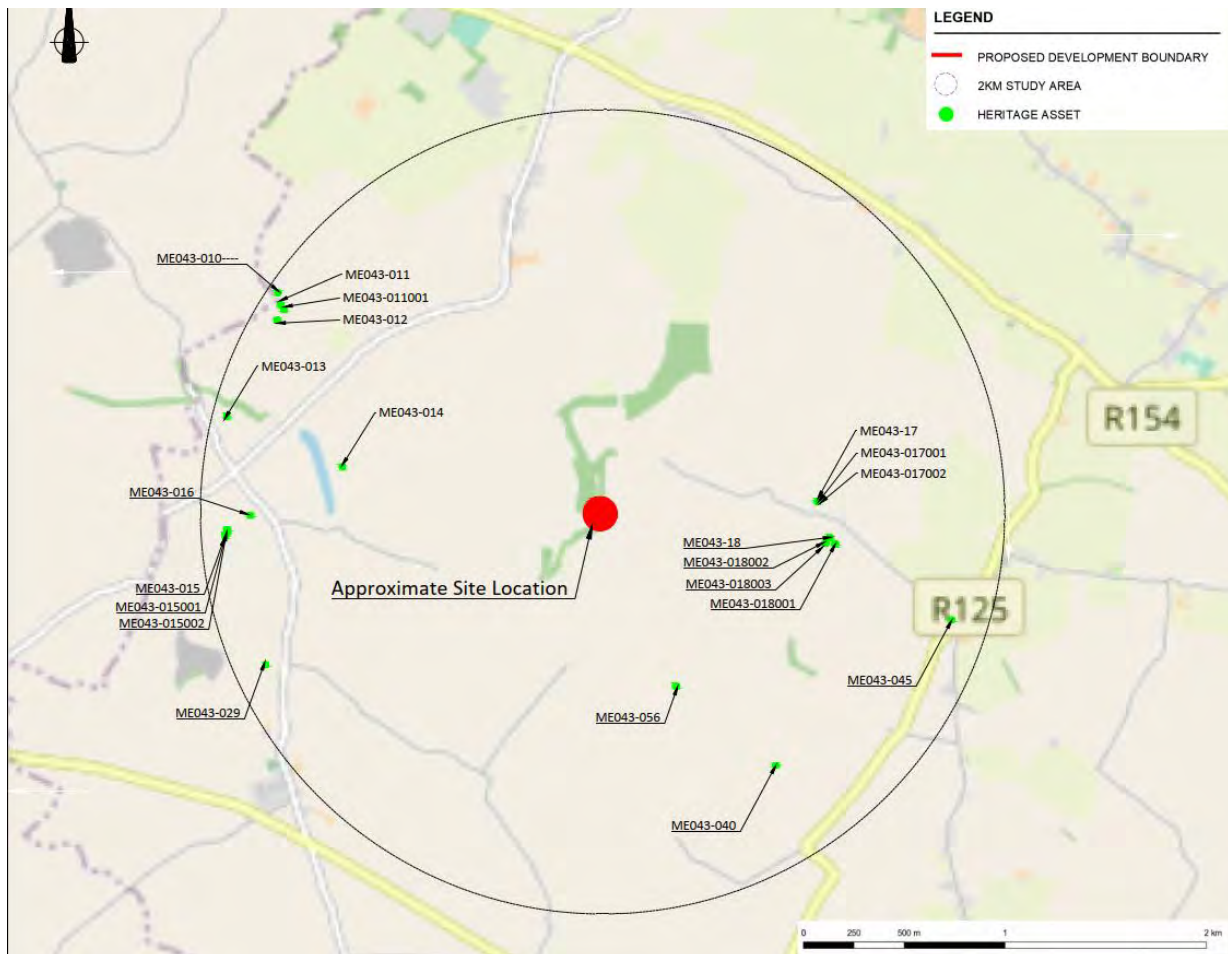 LEGEND
PROPOSED DEVELOPMENT BOUNDARY
2KM STUDY AREA
HERITAGE ASSET
ME043-010----
ME043-011
ME043-011001
ME043-012
ME043-013
ME043-014
R154
ME043-17
ME043-017001
ME043-017002
ME043-016
ME043-18
ME043-018002
ME043-018003
ME043-018001
Approximate Site Location
ME043-015
ME043-015001
ME043-015002
R125
ME043-045
ME043-029
ME043-056
ME043-040
0 250 500 m 1 2 km